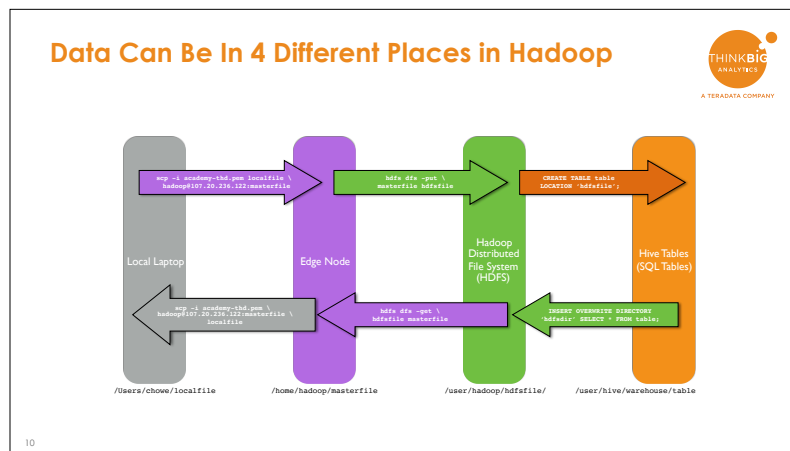 Data Can Be In 4 Different Places in Hadoop
THINK BIG
ANALYTICS
A TERADATA COMPANY
scp -i academy-thd.pem localfile \
hadoop@107.20.236.122:masterfile
hdfs dfs -put \
masterfile hdfsfile
CREATE TABLE table
LOCATION 'hdfsfile';
Local Laptop
Edge Node
Hadoop
Distributed
File System
(HDFS)
Hive Tables
(SQL Tables)
scp -i academy-thd.pem \
hadoop@107.20.236.122:masterfile \
localfile
hdfs dfs -get \
hdfsfile masterfile
INSERT OVERWRITE DIRECTORY
'hdfsdir' SELECT * FROM table;
/Users/chowe/localfile
/home/hadoop/masterfile
/user/hadoop/hdfsfile/
/user/hive/warehouse/table
10